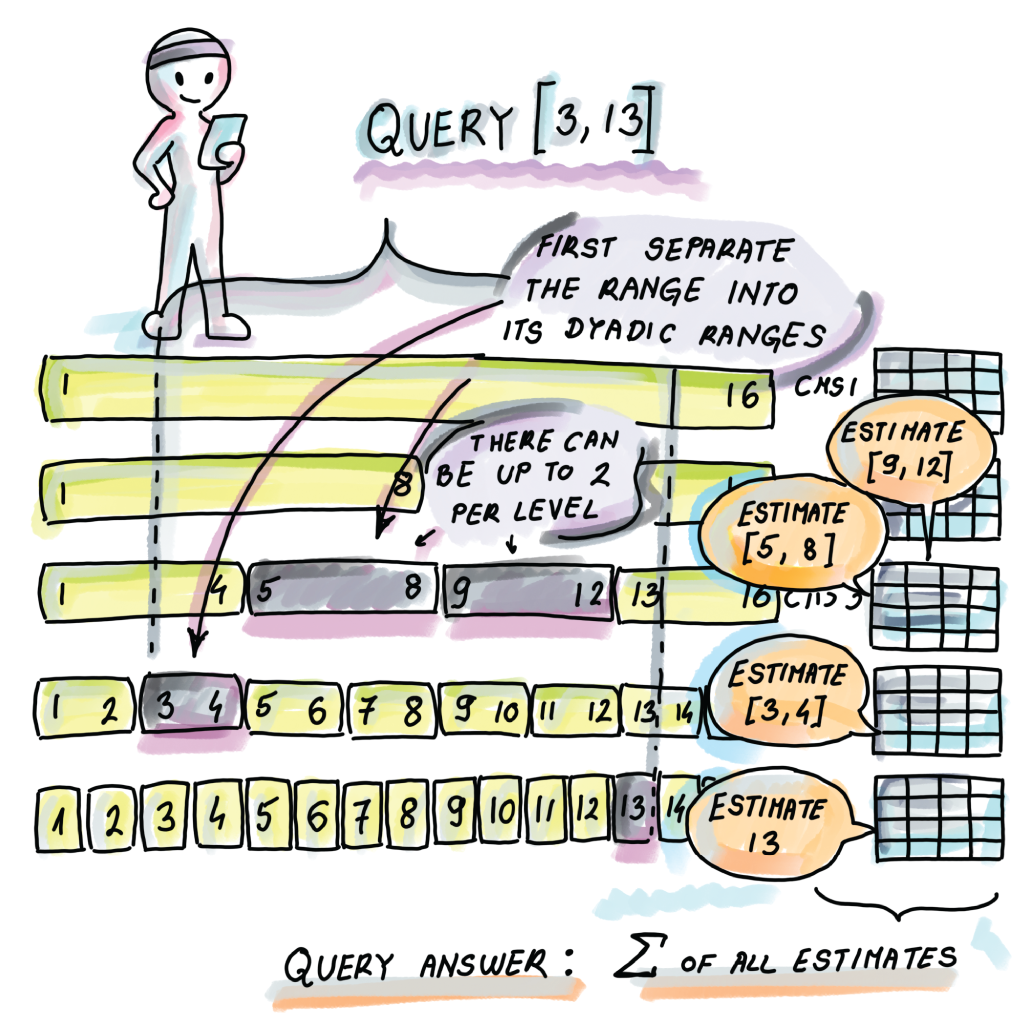 QUERY [3, 13]
FIRST SEPARATE
THE RANGE INTO
ITS DYADIC RANGES
1 16 CMS1
THERE CAN
BE UP TO 2
PER LEVEL
1 8
ESTIMATE
[9, 12]
ESTIMATE
[5, 8]
1 4 5 8 9 12 13 16 CMS3
1 2 3 4 5 6 7 8 9 10 11 12 13 14
ESTIMATE
[3,4]
1 2 3 4 5 6 7 8 9 10 11 12 13 14
ESTIMATE
13
QUERY ANSWER: Σ OF ALL ESTIMATES